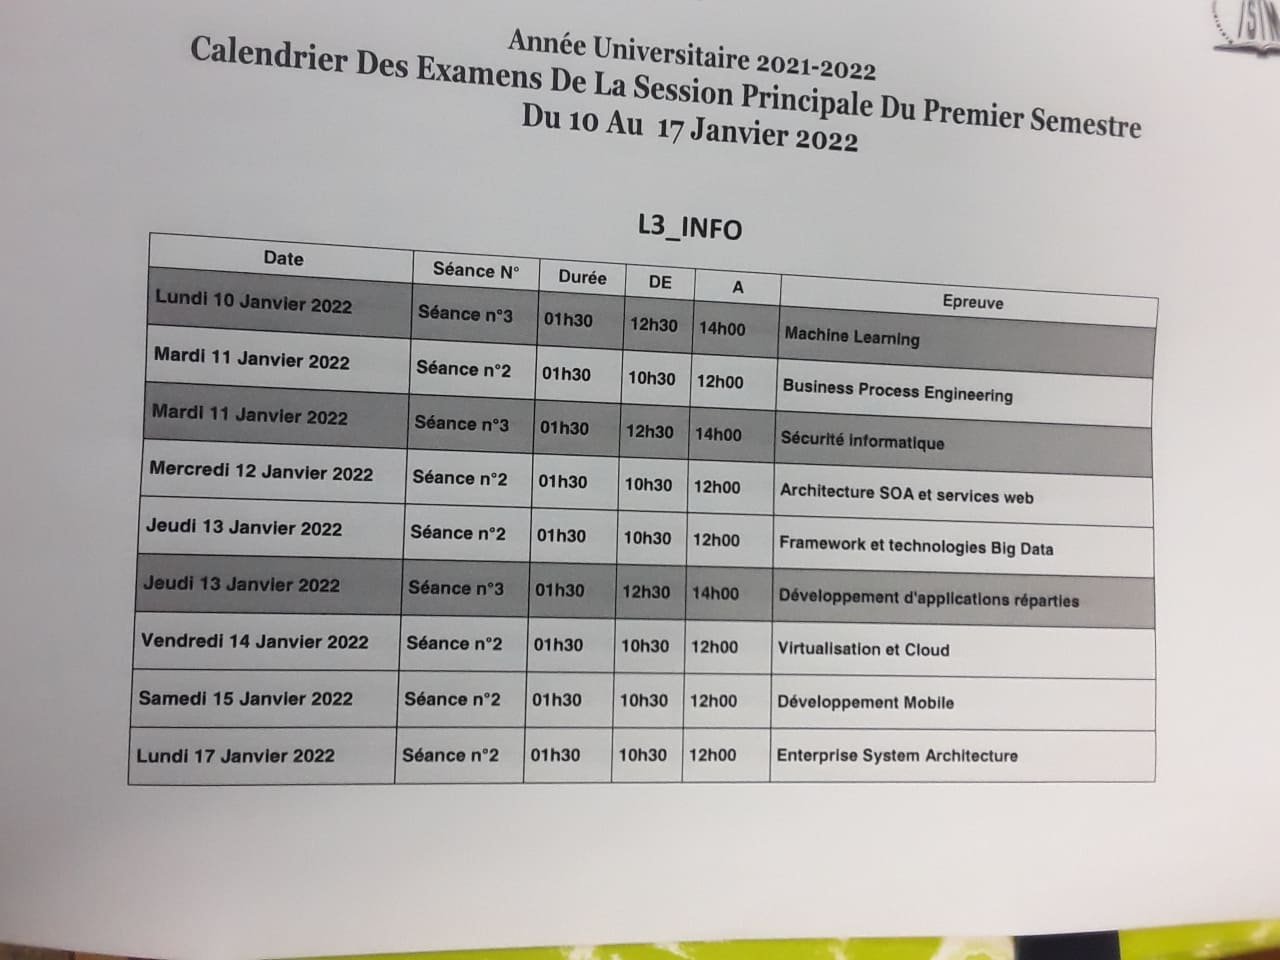 ISIM
Année Universitaire 2021-2022
Calendrier Des Examens De La Session Principale Du Premier Semestre
Du 10 Au 17 Janvier 2022
L3_INFO
Date Séance N° Durée DE A Epreuve
Lundi 10 Janvier 2022 Séance n°3 01h30 12h30 14h00 Machine Learning
Mardi 11 Janvier 2022 Séance n°2 01h30 10h30 12h00 Business Process Engineering
Mardi 11 Janvier 2022 Séance n°3 01h30 12h30 14h00 Sécurité informatique
Mercredi 12 Janvier 2022 Séance n°2 01h30 10h30 12h00 Architecture SOA et services web
Jeudi 13 Janvier 2022 Séance n°2 01h30 10h30 12h00 Framework et technologies Big Data
Jeudi 13 Janvier 2022 Séance n°3 01h30 12h30 14h00 Développement d'applications réparties
Vendredi 14 Janvier 2022 Séance n°2 01h30 10h30 12h00 Virtualisation et Cloud
Samedi 15 Janvier 2022 Séance n°2 01h30 10h30 12h00 Développement Mobile
Lundi 17 Janvier 2022 Séance n°2 01h30 10h30 12h00 Enterprise System Architecture